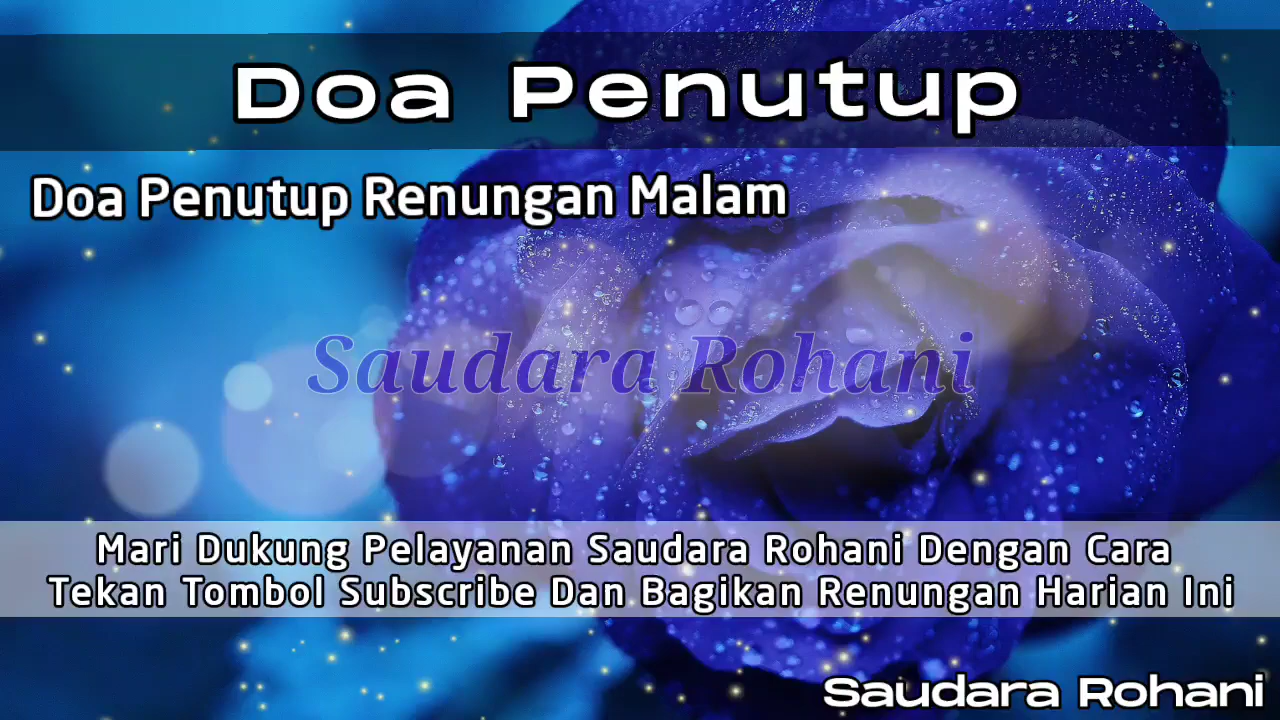 Doa Penutup
Doa Penutup Renungan Malam
Saudara Rohani
Mari Dukung Pelayanan Saudara Rohani Dengan Cara
Tekan Tombol Subscribe Dan Bagikan Renungan Harian Ini
Saudara Rohani